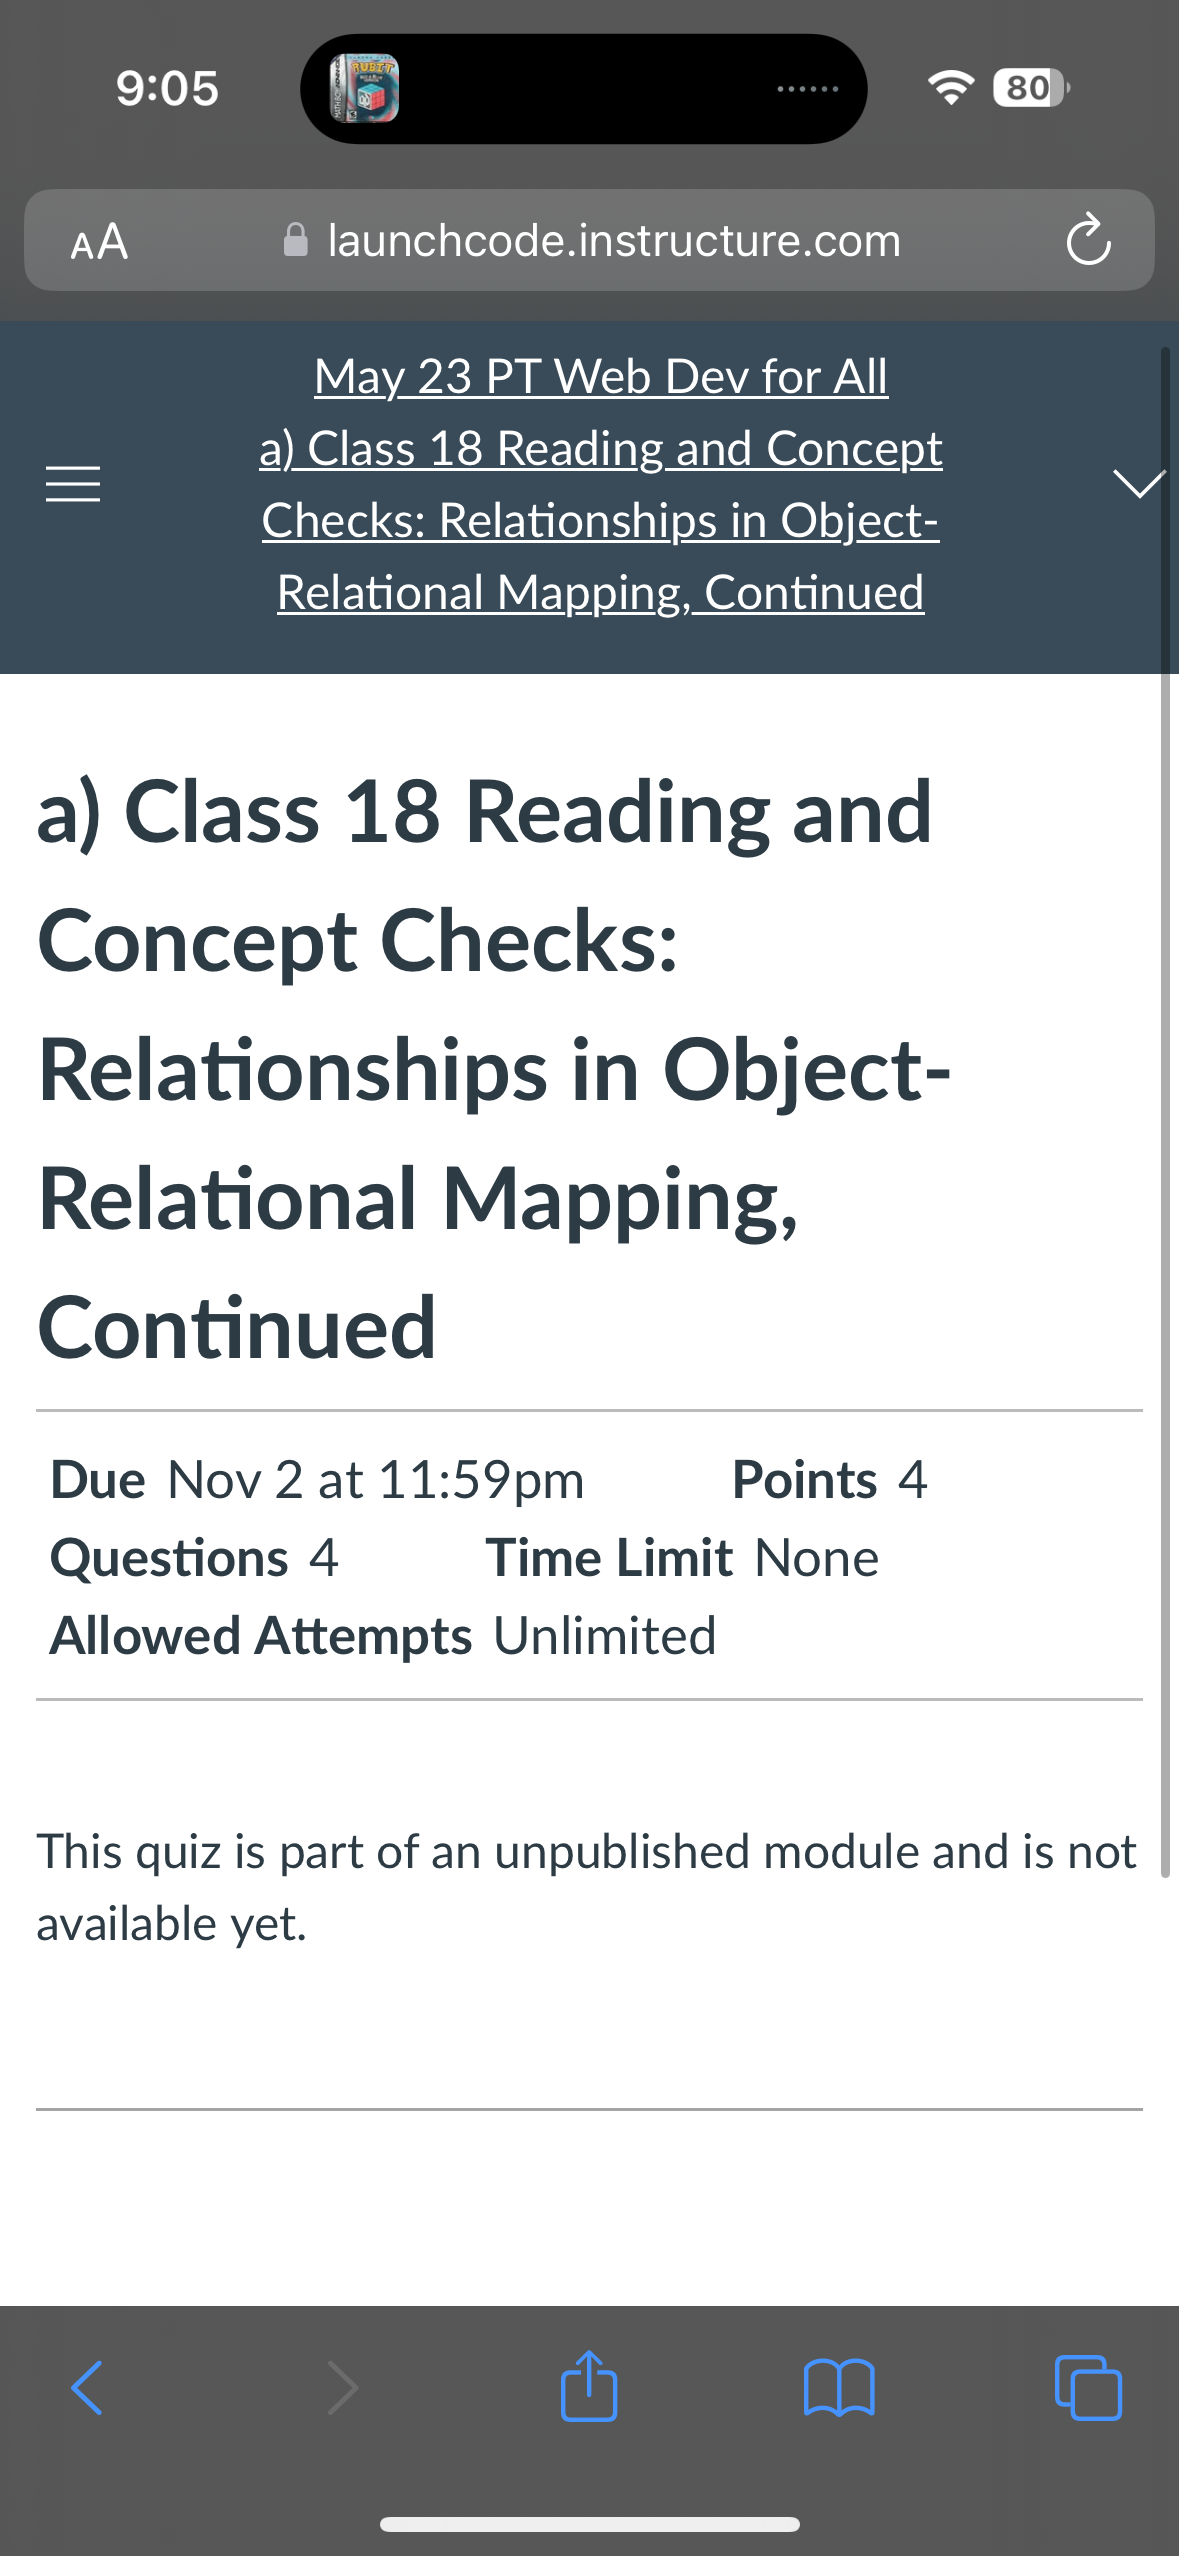 9:05
RUBIT
80
AA
launchcode.instructure.com
May 23 PT Web Dev for All
a) Class 18 Reading and Concept
Checks: Relationships in Object-
Relational Mapping, Continued
a) Class 18 Reading and
Concept Checks:
Relationships in Object-
Relational Mapping,
Continued
Due Nov 2 at 11:59pm Points 4
Questions 4 Time Limit None
Allowed Attempts Unlimited
This quiz is part of an unpublished module and is not
available yet.